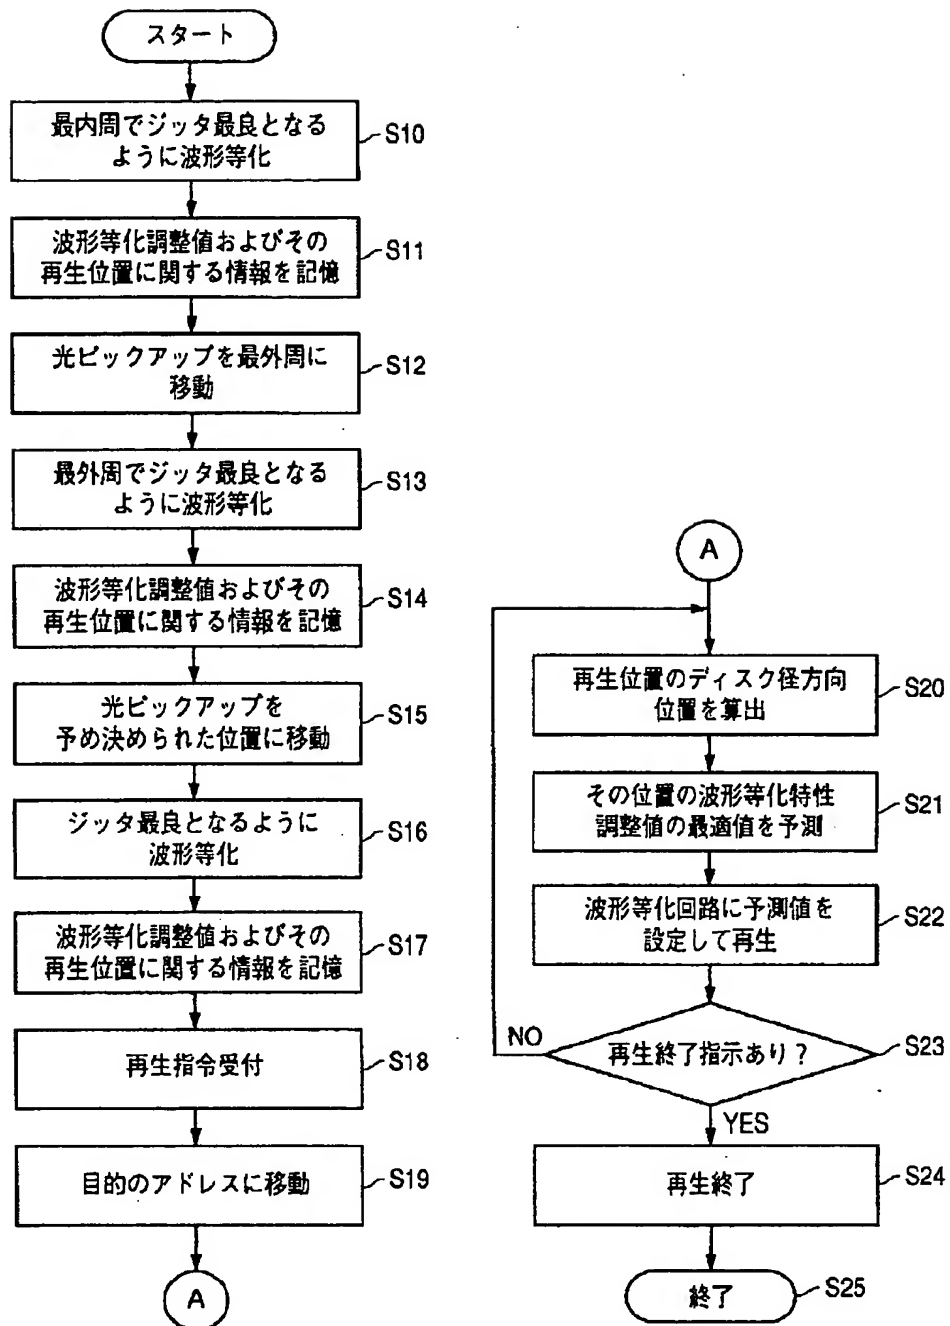 スタート
最内周でジッタ最良となる
ように波形等化
S10
波形等化調整値およびその
再生位置に関する情報を記憶
S11
光ピックアップを最外周に
移動
S12
最外周でジッタ最良となる
ように波形等化
S13
波形等化調整値およびその
再生位置に関する情報を記憶
S14
光ピックアップを
予め決められた位置に移動
S15
ジッタ最良となるように
波形等化
S16
波形等化調整値およびその
再生位置に関する情報を記憶
S17
再生指令受付
S18
目的のアドレスに移動
S19
A
A
再生位置のディスク径方向
位置を算出
S20
その位置の波形等化特性
調整値の最適値を予測
S21
波形等化回路に予測値を
設定して再生
S22
NO
再生終了指示あり?
S23
YES
再生終了
S24
終了
S25